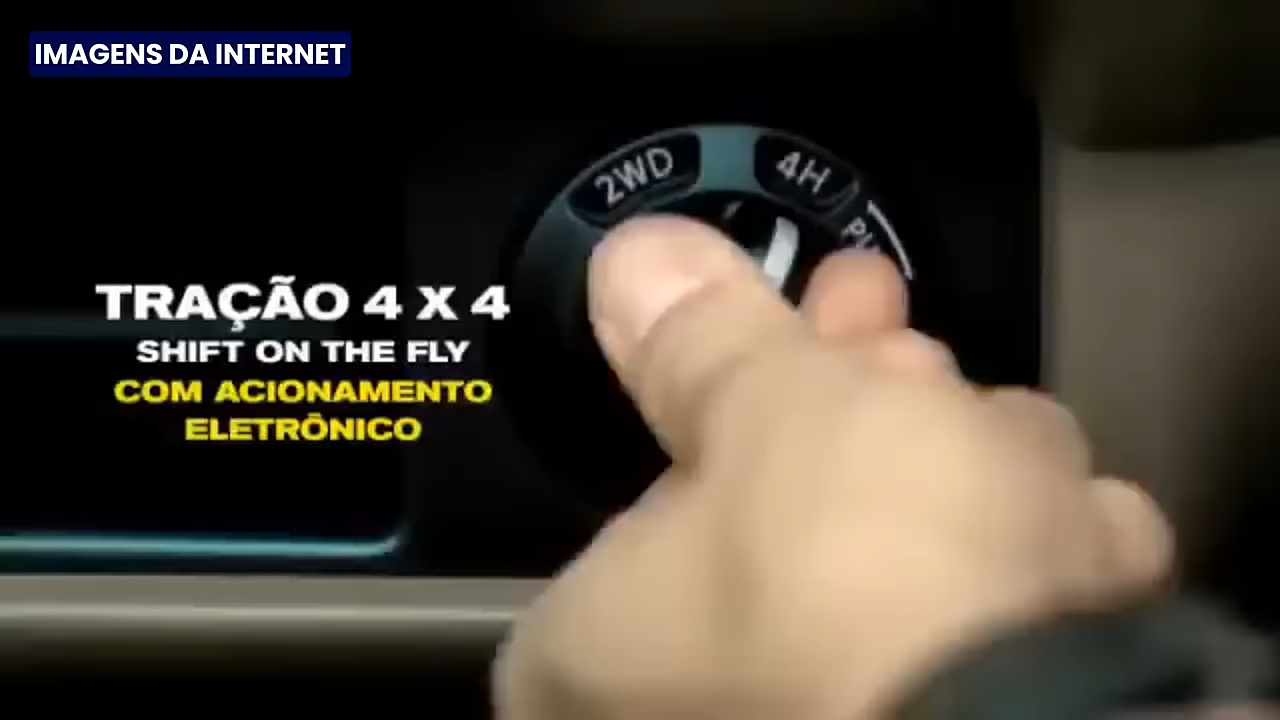 IMAGENS DA INTERNET
2WD
4H
TRAÇÃO 4 X 4
SHIFT ON THE FLY
COM ACIONAMENTO
ELETRÔNICO